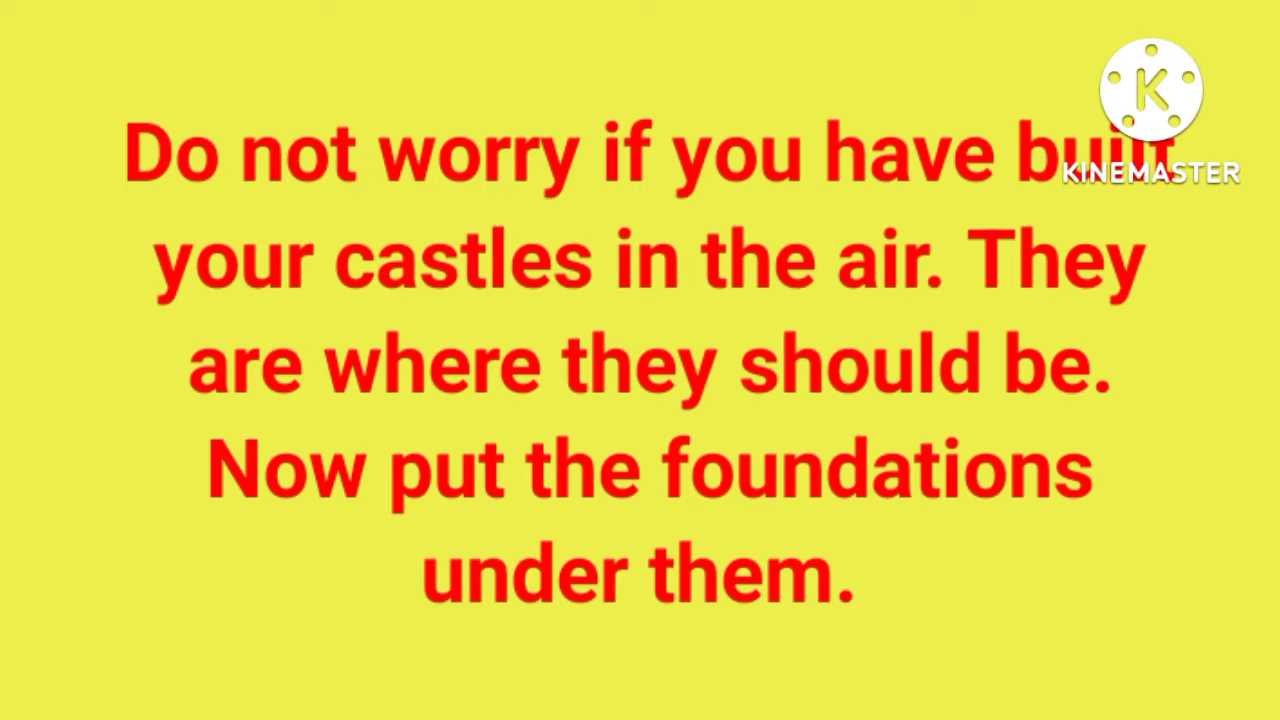 Do not worry if you have built
your castles in the air. They
are where they should be.
Now put the foundations
under them.
K
KINEMASTER